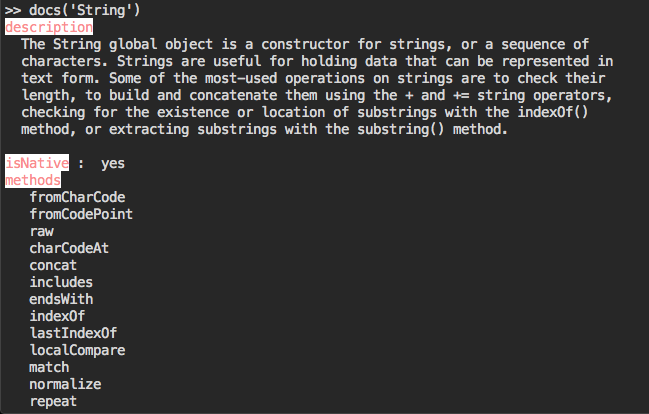 >> docs('String')
description
The String global object is a constructor for strings, or a sequence of
characters. Strings are useful for holding data that can be represented in
text form. Some of the most-used operations on strings are to check their
length, to build and concatenate them using the + and += string operators,
checking for the existence or location of substrings with the indexOf()
method, or extracting substrings with the substring() method.
isNative : yes
methods
fromCharCode
fromCodePoint
raw
charCodeAt
concat
includes
endsWith
indexOf
lastIndexOf
localCompare
match
normalize
repeat